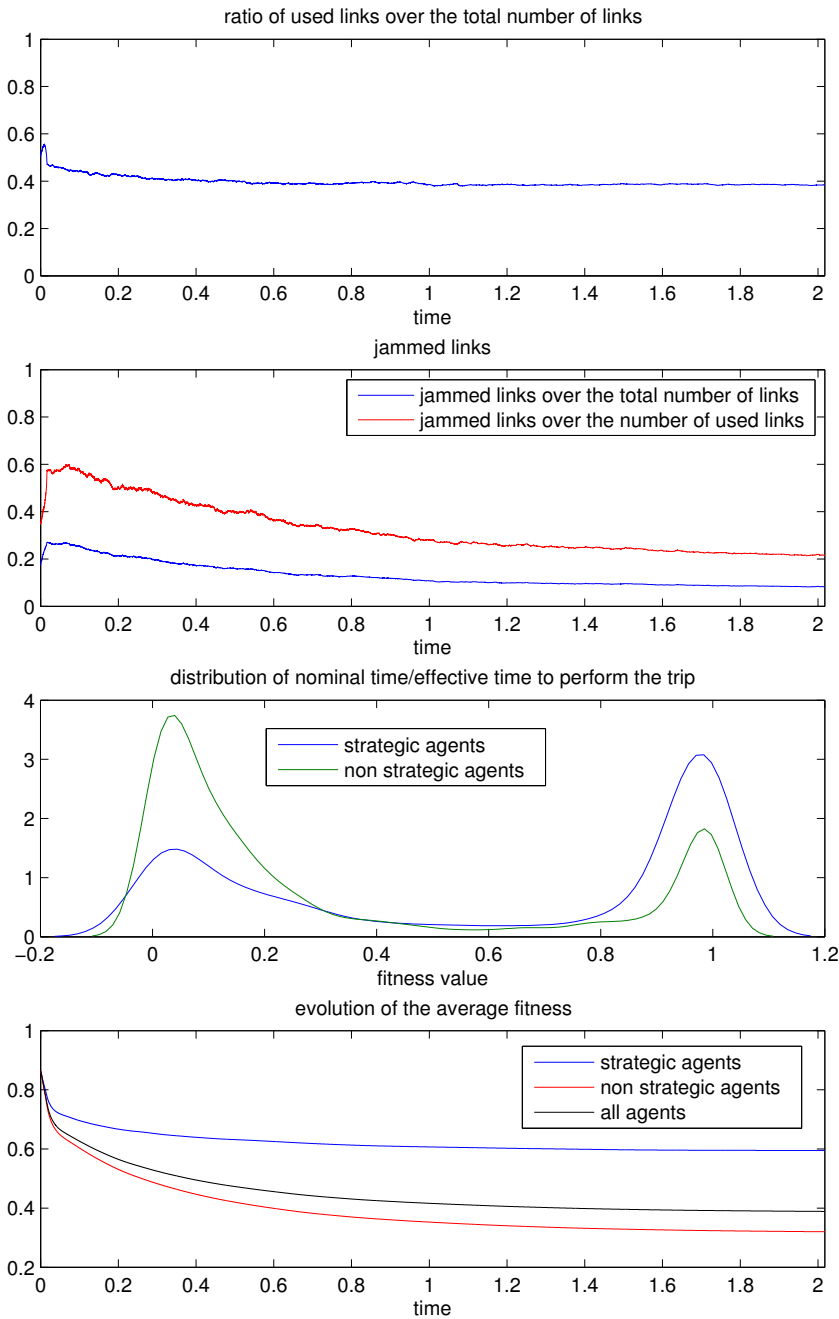 ratio of used links over the total number of links
1
0.8
0.6
0.4
0.2
0
0 0.2 0.4 0.6 0.8 1 1.2 1.4 1.6 1.8 2
time
jammed links
1
0.8
0.6
0.4
0.2
0
jammed links over the total number of links
jammed links over the number of used links
0 0.2 0.4 0.6 0.8 1 1.2 1.4 1.6 1.8 2
time
distribution of nominal time/effective time to perform the trip
4
3
2
1
0
strategic agents
non strategic agents
−0.2 0 0.2 0.4 0.6 0.8 1 1.2
fitness value
evolution of the average fitness
1
0.8
0.6
0.4
0.2
strategic agents
non strategic agents
all agents
0 0.2 0.4 0.6 0.8 1 1.2 1.4 1.6 1.8 2
time